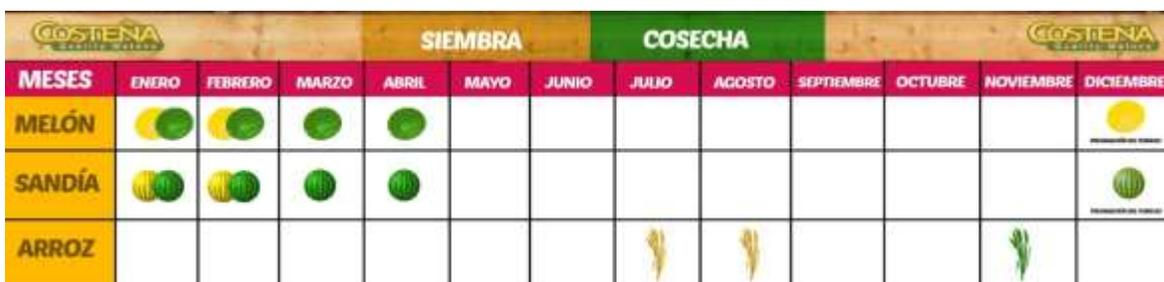 COSTEÑA SIEMBRA COSECHA COSTEÑA
MESES ENERO FEBRERO MARZO ABRIL MAYO JUNIO JULIO AGOSTO SEPTIEMBRE OCTUBRE NOVIEMBRE DICIEMBRE
MELÓN
SANDÍA
ARROZ